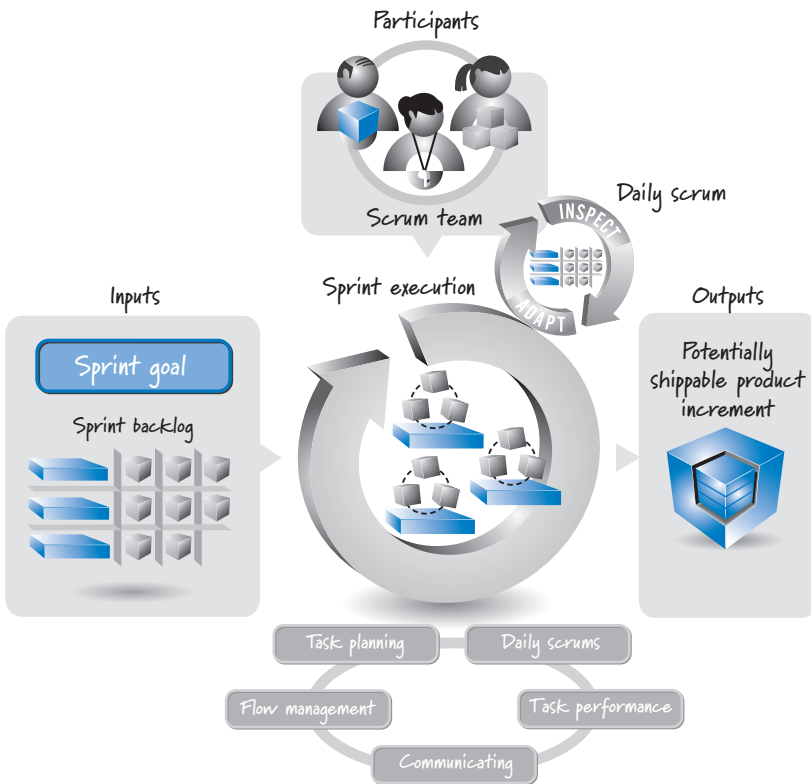 Participants
Scrum team
Daily scrum
INSPECT
ADAPT
Inputs
Sprint execution
Outputs
Sprint goal
Sprint backlog
Potentially
shippable product
increment
Task planning
Daily scrums
Flow management
Task performance
Communicating